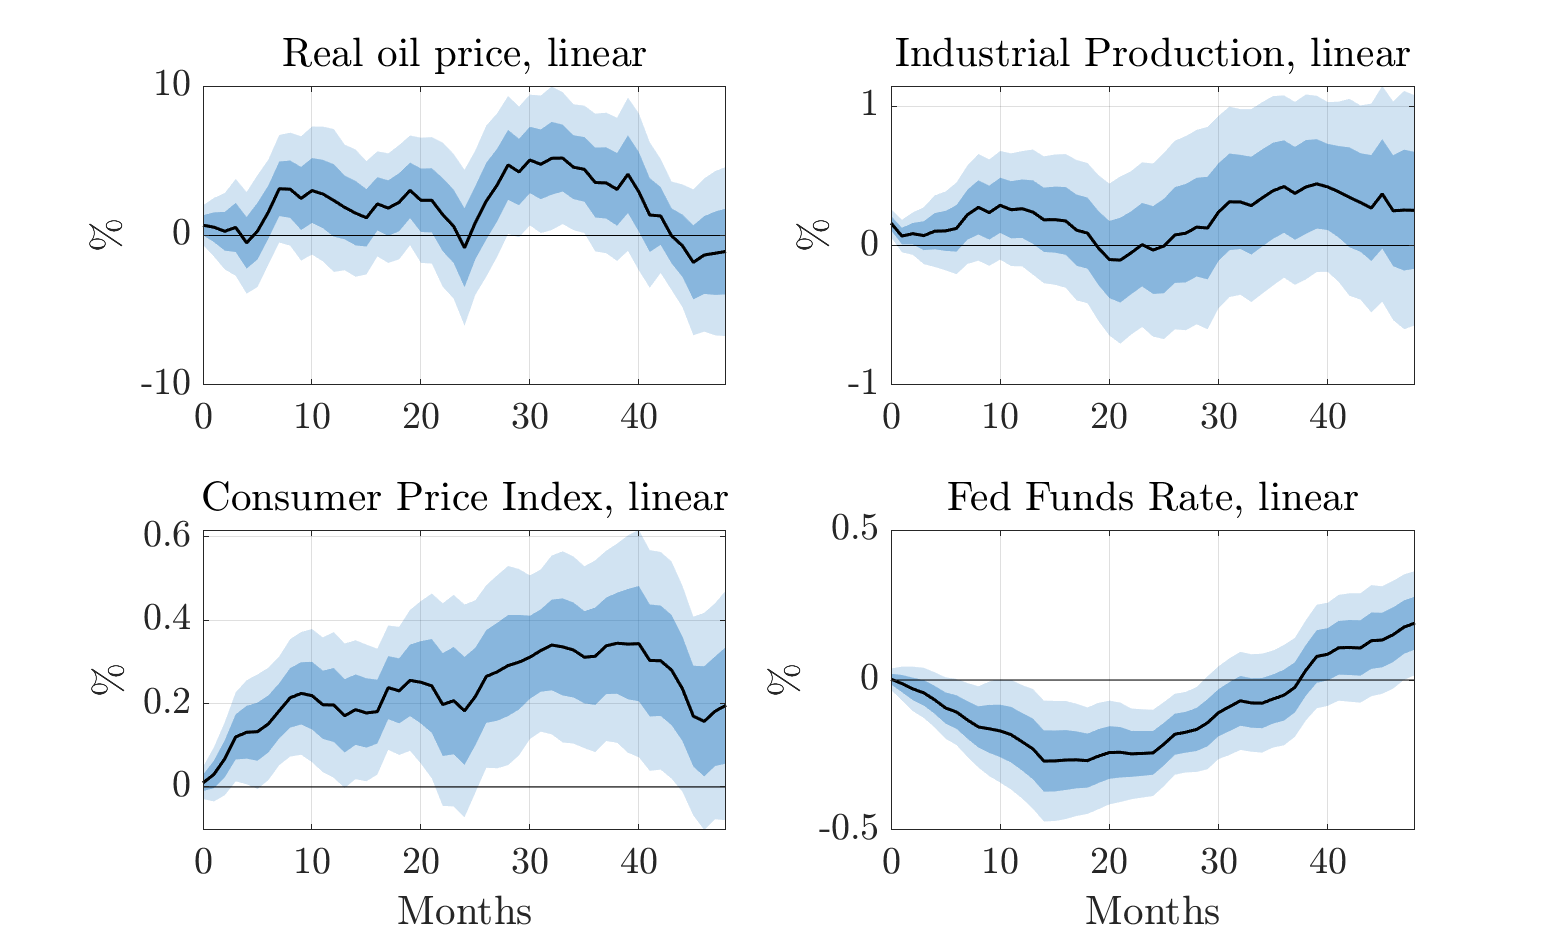 Real oil price, linear
10
0
-10
%
0 10 20 30 40
Industrial Production, linear
1
0
-1
%
0 10 20 30 40
Consumer Price Index, linear
0.6
0.4
0.2
0
%
0 10 20 30 40
Months
Fed Funds Rate, linear
0.5
0
-0.5
%
0 10 20 30 40
Months